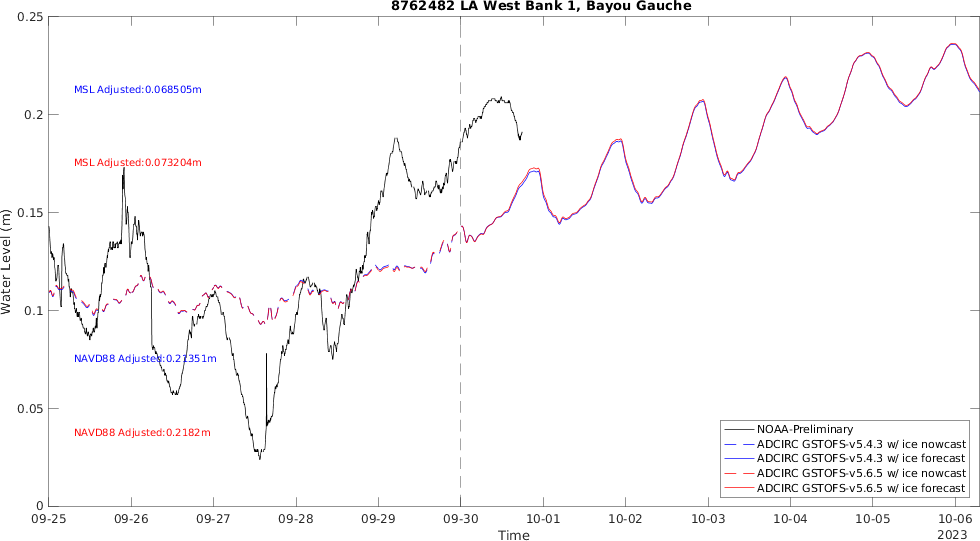 8762482 LA West Bank 1, Bayou Gauche
0.25
0.2
0.15
0.1
0.05
0
Water Level (m)
MSL Adjusted:0.068505m
MSL Adjusted:0.073204m
NAVD88 Adjusted:0.21351m
NAVD88 Adjusted:0.2182m
NOAA-Preliminary
ADCIRC GSTOFS-v5.4.3 w/ ice nowcast
ADCIRC GSTOFS-v5.4.3 w/ ice forecast
ADCIRC GSTOFS-v5.6.5 w/ ice nowcast
ADCIRC GSTOFS-v5.6.5 w/ ice forecast
09-25 09-26 09-27 09-28 09-29 09-30 10-01 10-02 10-03 10-04 10-05 10-06
2023
Time